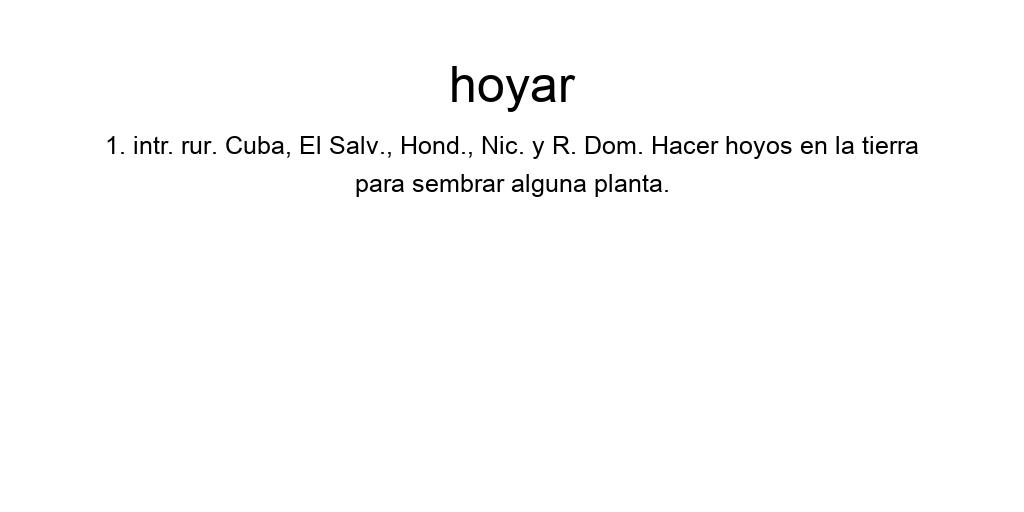 hoyar
1. intr. rur. Cuba, El Salv., Hond., Nic. y R. Dom. Hacer hoyos en la tierra
para sembrar alguna planta.